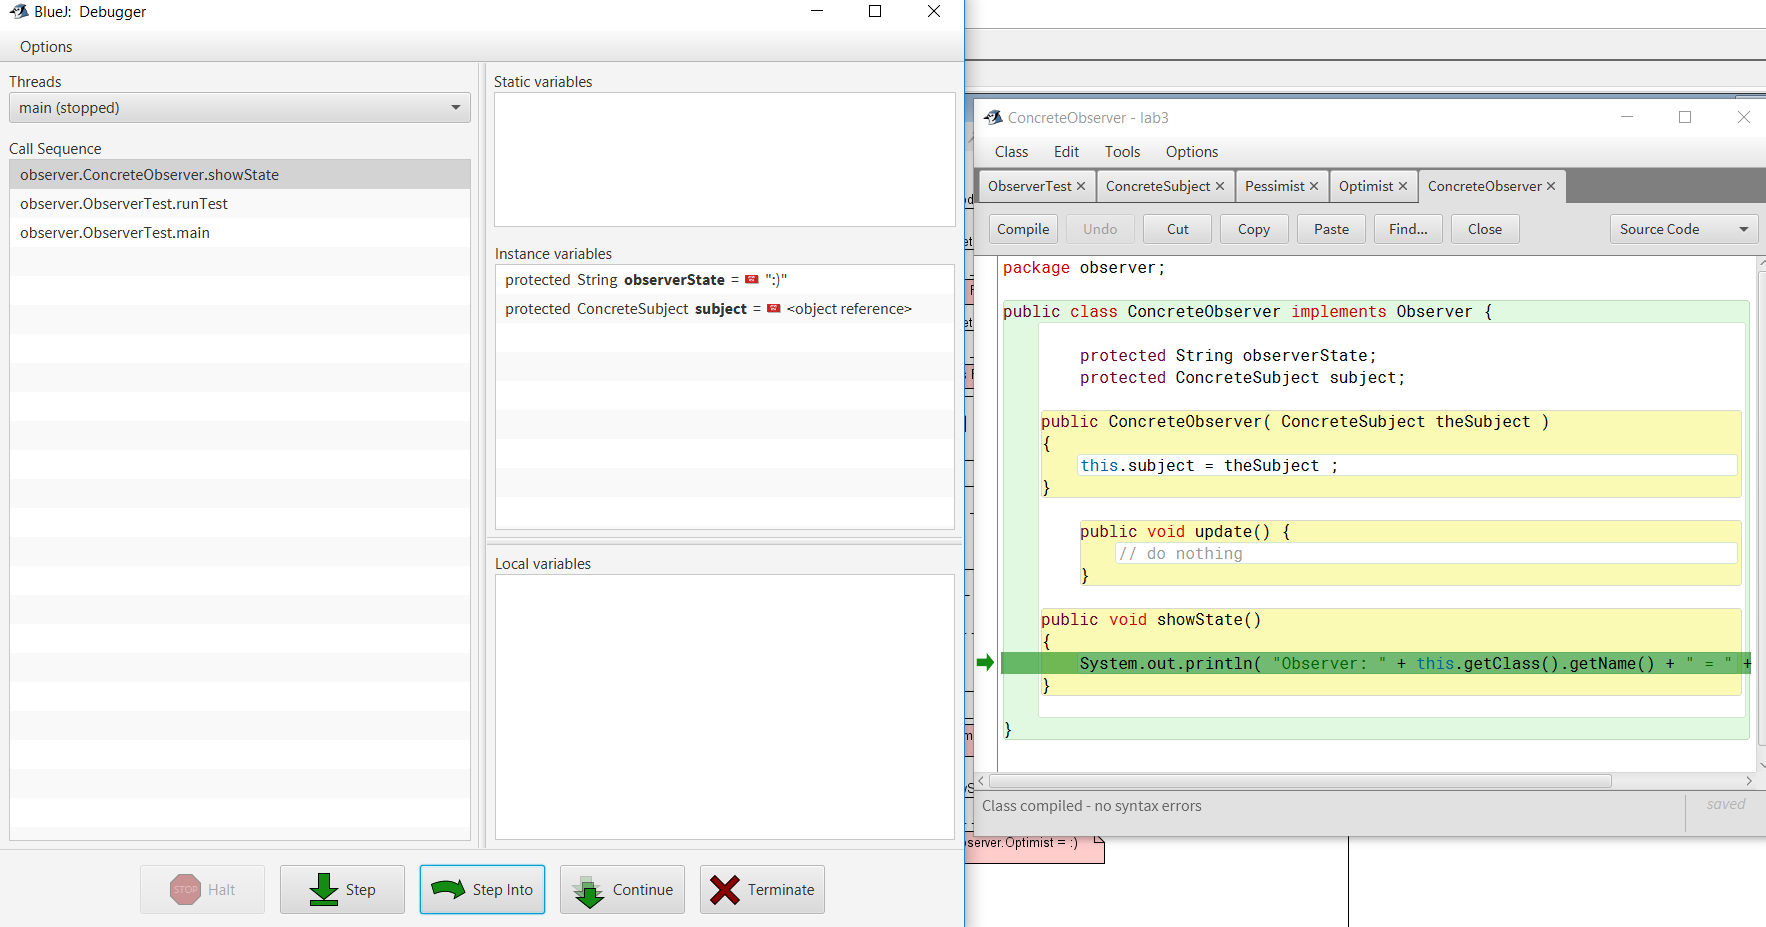 BlueJ: Debugger
Options
Threads
main (stopped)
Call Sequence
observer.ConcreteObserver.showState
observer.ObserverTest.runTest
observer.ObserverTest.main
Static variables
Instance variables
protected String observerState = ":)"
protected ConcreteSubject subject = <object reference>
Local variables
STOP Halt
Step
Step Into
Continue
Terminate
ConcreteObserver - lab3
Class Edit Tools Options
ObserverTest × ConcreteSubject × Pessimist × Optimist × ConcreteObserver ×
Compile Undo Cut Copy Paste Find... Close Source Code
package observer;
public class ConcreteObserver implements Observer {
protected String observerState;
protected ConcreteSubject subject;
public ConcreteObserver( ConcreteSubject theSubject )
{
this.subject = theSubject ;
}
public void update() {
// do nothing
}
public void showState()
{
System.out.println( "Observer: " + this.getClass().getName() + " = " +
}
}
Class compiled - no syntax errors
saved
server.Optimist = :)